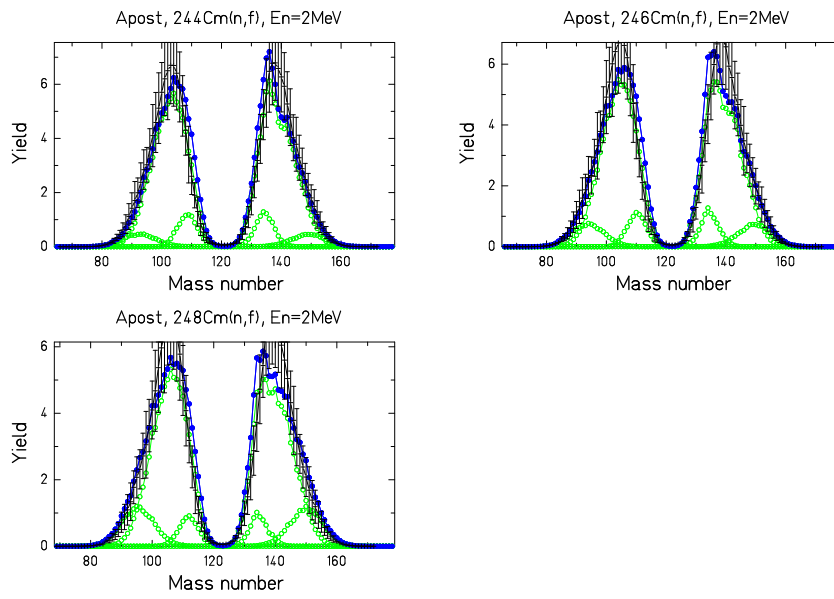 Apost, 244Cm(n,f), En=2MeV
Yield
6
4
2
0
80 100 120 140 160
Mass number
Apost, 246Cm(n,f), En=2MeV
Yield
6
4
2
0
80 100 120 140 160
Mass number
Apost, 248Cm(n,f), En=2MeV
Yield
6
4
2
0
80 100 120 140 160
Mass number